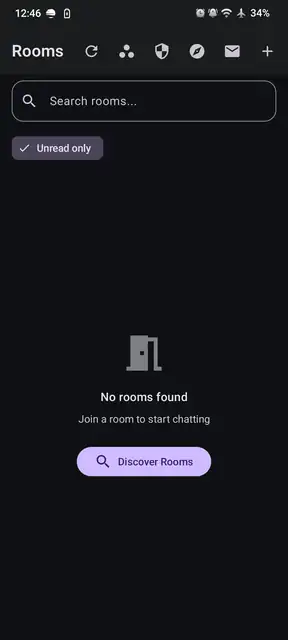 12:46
34%
Rooms
Search rooms...
Unread only
No rooms found
Join a room to start chatting
Discover Rooms